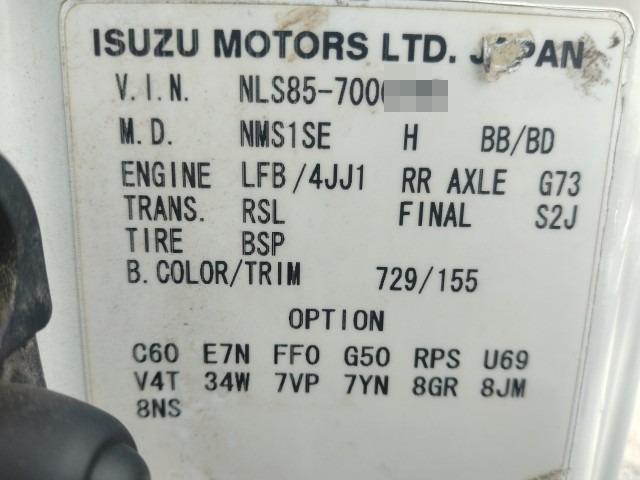 ISUZU MOTORS LTD. JAPAN
V.I.N. NLS85-700
M.D. NMS1SE H BB/BD
ENGINE LFB/4JJ1 RR AXLE G73
TRANS. RSL FINAL S2J
TIRE BSP
B.COLOR/TRIM 729/155
OPTION
C60 E7N FF0 G50 RPS U69
V4T 34W 7VP 7YN 8GR 8JM
8NS